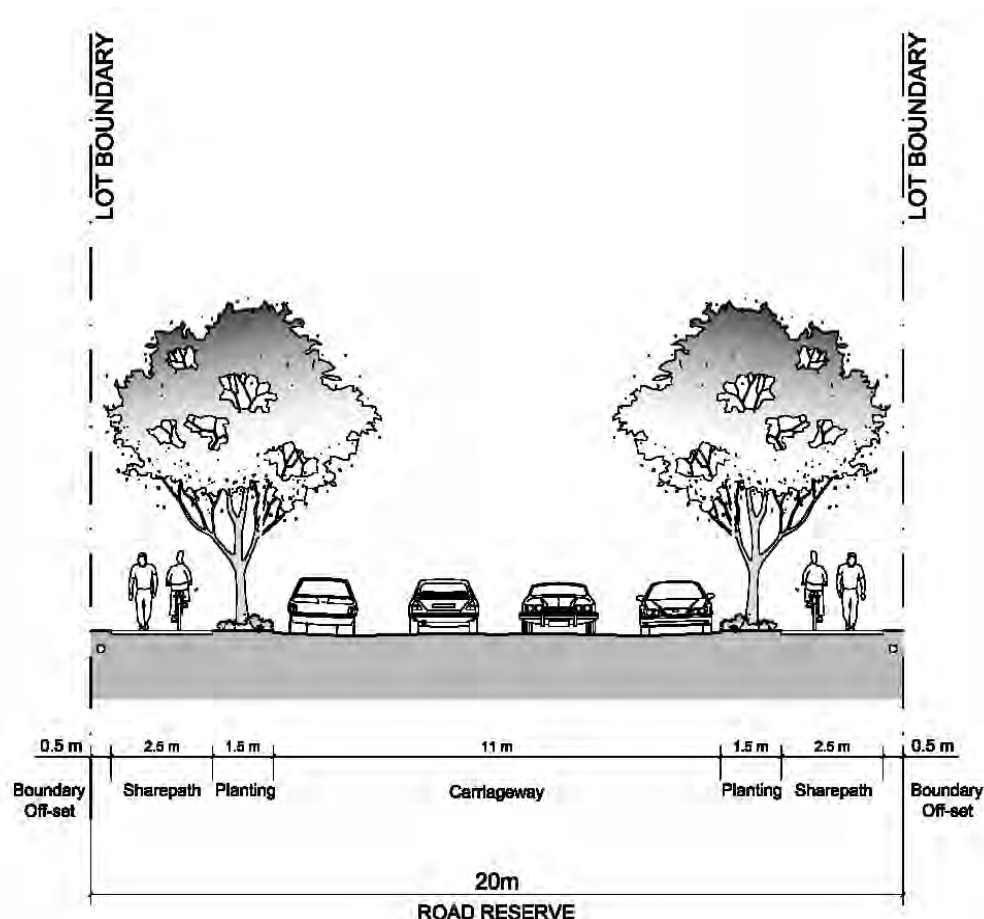 LOT BOUNDARY
LOT BOUNDARY
0.5 m 2.5 m 1.5 m 11 m 1.5 m 2.5 m 0.5 m
Boundary Off-set
Sharepath
Planting
Carriageway
Planting
Sharepath
Boundary Off-set
20m
ROAD RESERVE